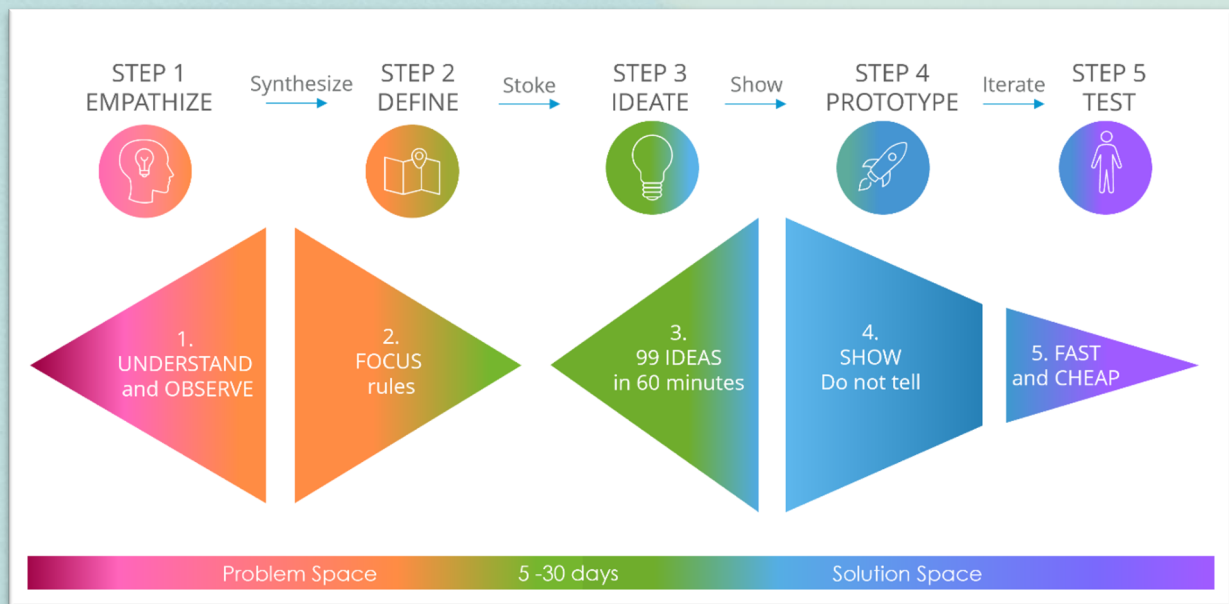 STEP 1
EMPATHIZE
Synthesize
STEP 2
DEFINE
Stoke
STEP 3
IDEATE
Show
STEP 4
PROTOTYPE
Iterate
STEP 5
TEST
1.
UNDERSTAND
and OBSERVE
2.
FOCUS
rules
3.
99 IDEAS
in 60 minutes
4.
SHOW
Do not tell
5. FAST
and CHEAP
Problem Space
5 -30 days
Solution Space